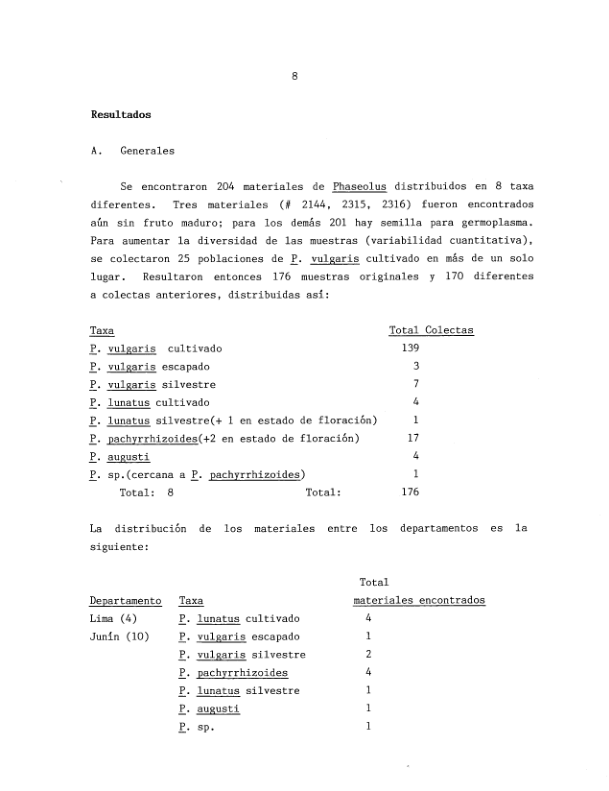 8
Resultados
A. Generales
Se encontraron 204 materiales de Phaseolus distribuidos en 8 taxa
diferentes. Tres materiales (# 2144, 2315, 2316) fueron encontrados
aún sin fruto maduro; para los demás 201 hay semilla para germoplasma.
Para aumentar la diversidad de las muestras (variabilidad cuantitativa),
se colectaron 25 poblaciones de P. vulgaris cultivado en más de un solo
lugar. Resultaron entonces 176 muestras originales y 170 diferentes
a colectas anteriores, distribuidas así:
Taxa Total Colectas
P. vulgaris cultivado 139
P. vulgaris escapado 3
P. vulgaris silvestre 7
P. lunatus cultivado 4
P. lunatus silvestre(+ 1 en estado de floración) 1
P. pachyrrhizoides(+2 en estado de floración) 17
P. augusti 4
P. sp.(cercana a P. pachyrrhizoides) 1
Total: 8 Total: 176
La distribución de los materiales entre los departamentos es la
siguiente:
Total
Departamento Taxa materiales encontrados
Lima (4) P. lunatus cultivado 4
Junín (10) P. vulgaris escapado 1
P. vulgaris silvestre 2
P. pachyrrhizoides 4
P. lunatus silvestre 1
P. augusti 1
P. sp. 1